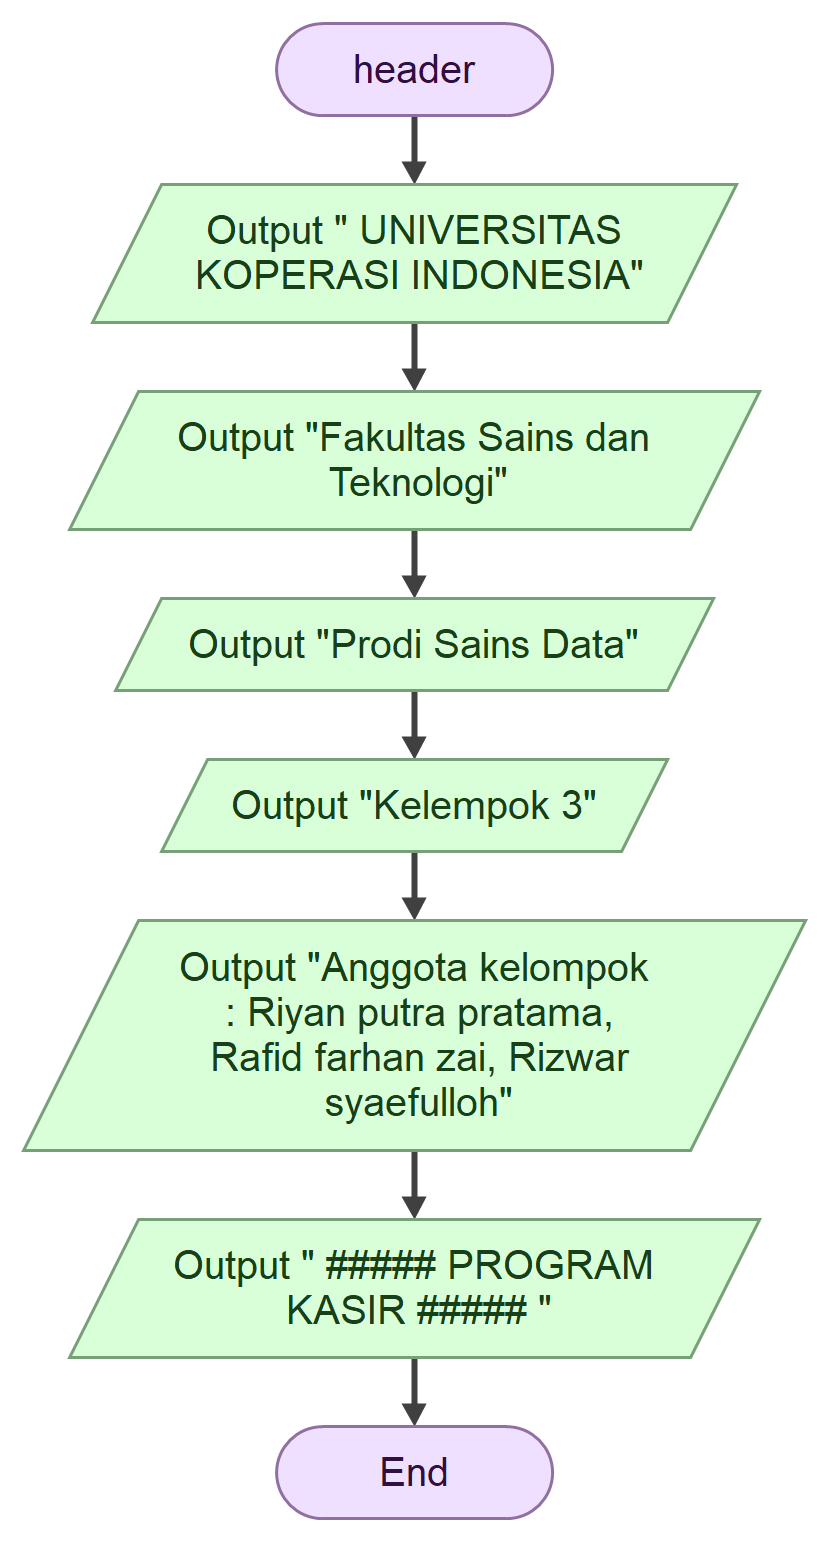 header
Output " UNIVERSITAS
KOPERASI INDONESIA"
Output "Fakultas Sains dan
Teknologi"
Output "Prodi Sains Data"
Output "Kelempok 3"
Output "Anggota kelompok
: Riyan putra pratama,
Rafid farhan zai, Rizwar
syaefulloh"
Output " ##### PROGRAM
KASIR ##### "
End